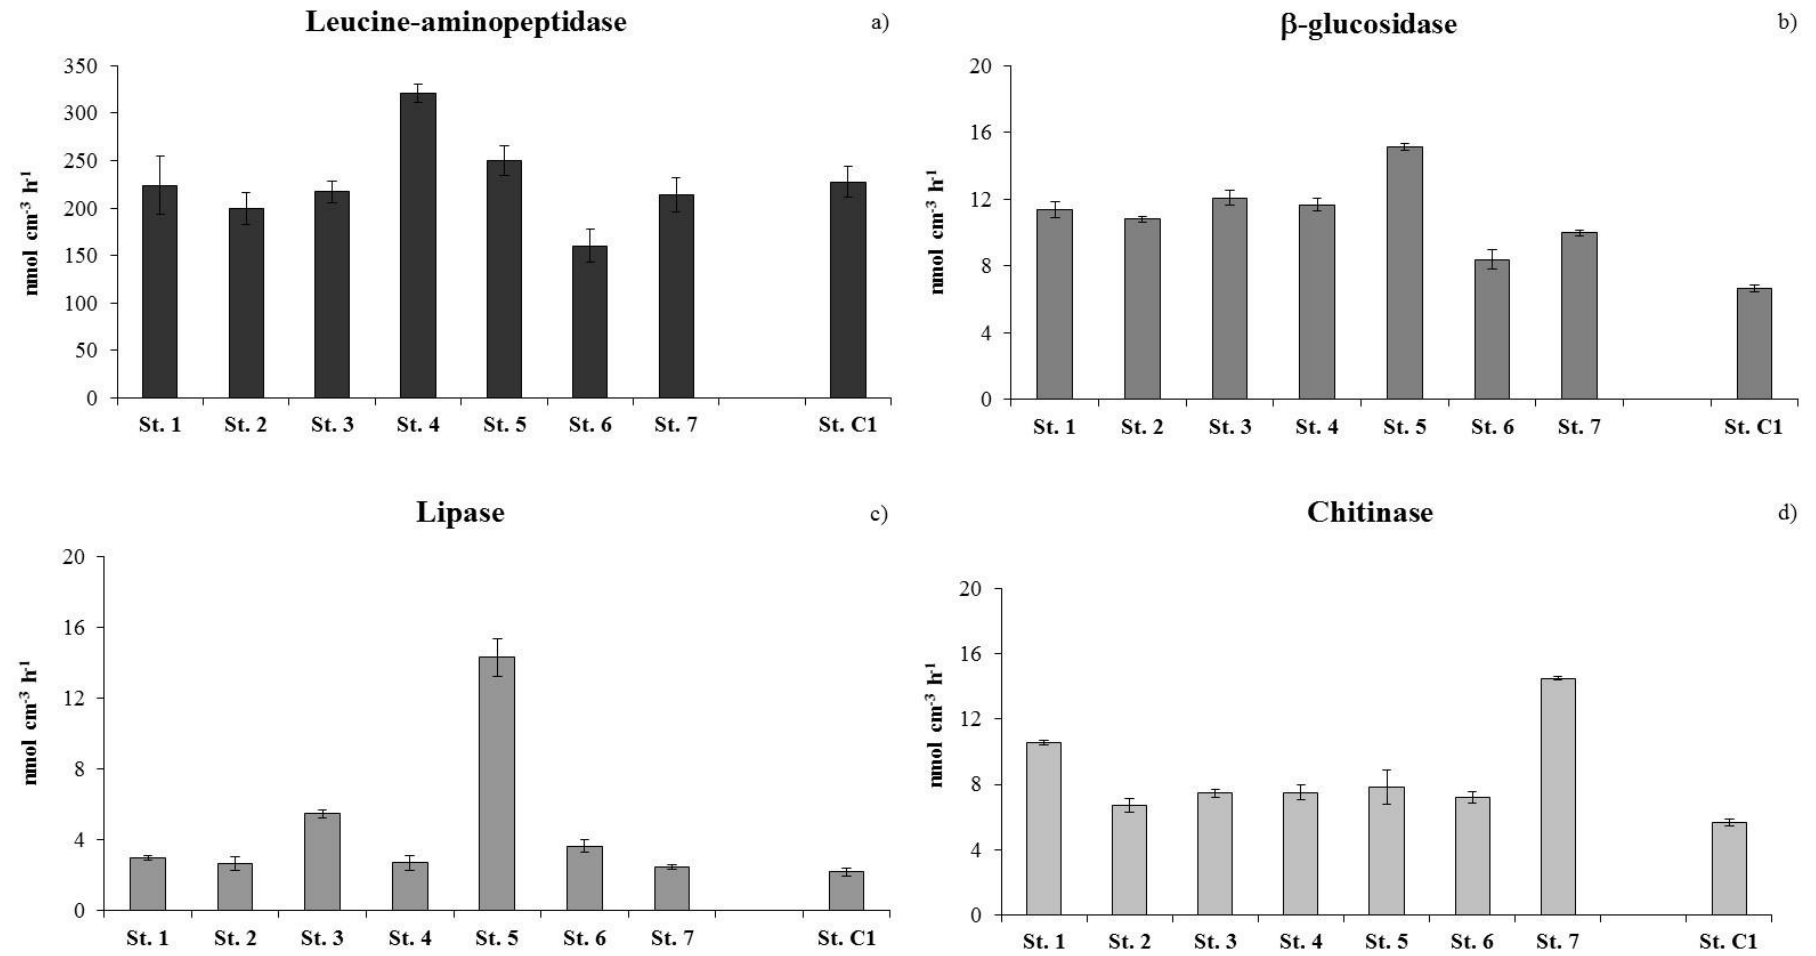 Leucine-aminopeptidase
a)
350
300
250
200
150
100
50
0
nmol cm-3 h-1
St. 1 St. 2 St. 3 St. 4 St. 5 St. 6 St. 7 St. C1
β-glucosidase
b)
20
16
12
8
4
0
nmol cm-3 h-1
St. 1 St. 2 St. 3 St. 4 St. 5 St. 6 St. 7 St. C1
Lipase
c)
20
16
12
8
4
0
nmol cm-3 h-1
St. 1 St. 2 St. 3 St. 4 St. 5 St. 6 St. 7 St. C1
Chitinase
d)
20
16
12
8
4
0
nmol cm-3 h-1
St. 1 St. 2 St. 3 St. 4 St. 5 St. 6 St. 7 St. C1